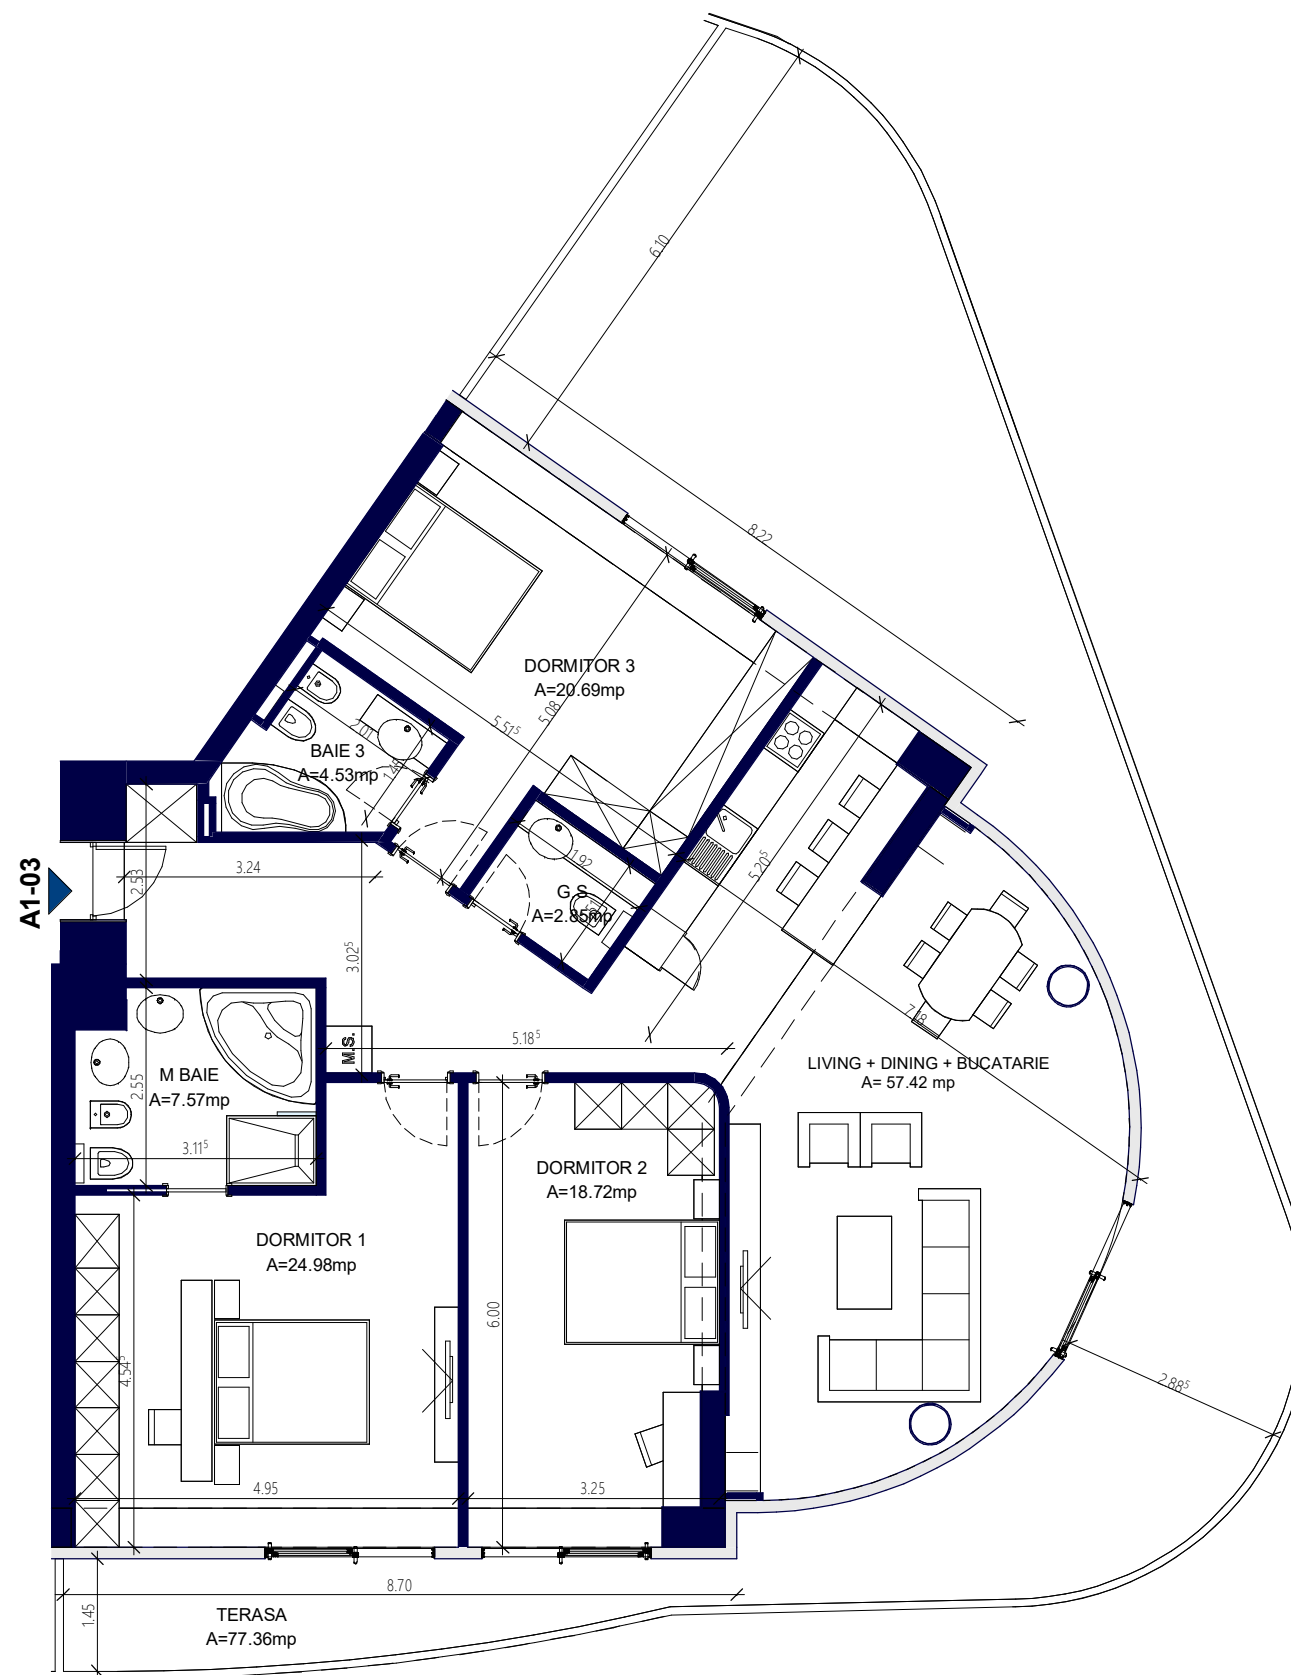 6.10
8.22
DORMITOR 3
A=20.69mp
5.08
5.51⁵
2.01
BAIE 3
A=4.53mp
A1-03
3.24
2.53
1.92
G.S.
A=2.85mp
5.20⁵
3.02⁵
7.18
M.S.
5.18⁵
LIVING + DINING + BUCATARIE
A= 57.42 mp
M BAIE
A=7.57mp
2.55
3.11⁵
DORMITOR 2
A=18.72mp
DORMITOR 1
A=24.98mp
6.00
4.54⁵
2.88⁵
4.95
3.25
8.70
1.45
TERASA
A=77.36mp